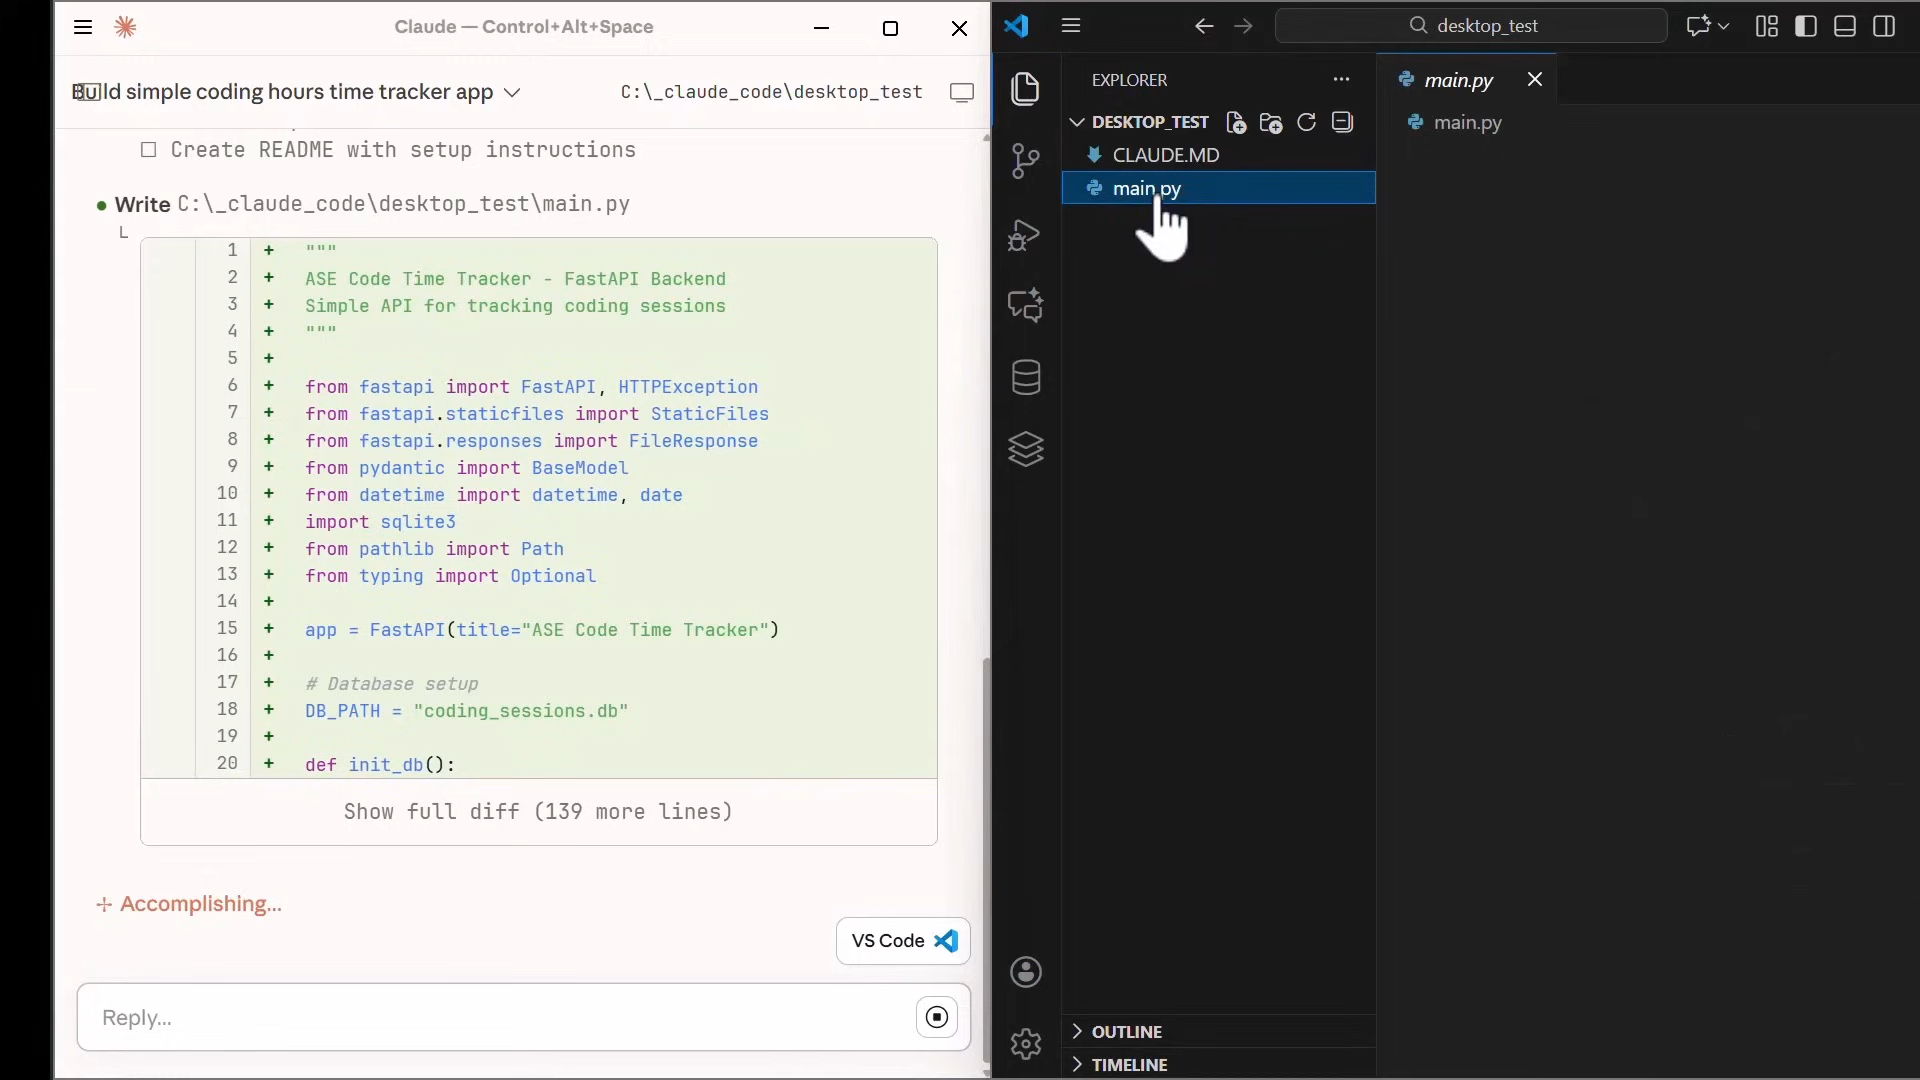 Claude — Control+Alt+Space
Build simple coding hours time tracker app
C:\_claude_code\desktop_test
Create README with setup instructions
Write C:\_claude_code\desktop_test\main.py
1 + """
2 + ASE Code Time Tracker - FastAPI Backend
3 + Simple API for tracking coding sessions
4 + """
5 +
6 + from fastapi import FastAPI, HTTPException
7 + from fastapi.staticfiles import StaticFiles
8 + from fastapi.responses import FileResponse
9 + from pydantic import BaseModel
10 + from datetime import datetime, date
11 + import sqlite3
12 + from pathlib import Path
13 + from typing import Optional
14 +
15 + app = FastAPI(title="ASE Code Time Tracker")
16 +
17 + # Database setup
18 + DB_PATH = "coding_sessions.db"
19 +
20 + def init_db():
Show full diff (139 more lines)
Accomplishing...
VS Code
Reply...
desktop_test
EXPLORER
DESKTOP_TEST
CLAUDE.MD
main.py
OUTLINE
TIMELINE
main.py
main.py